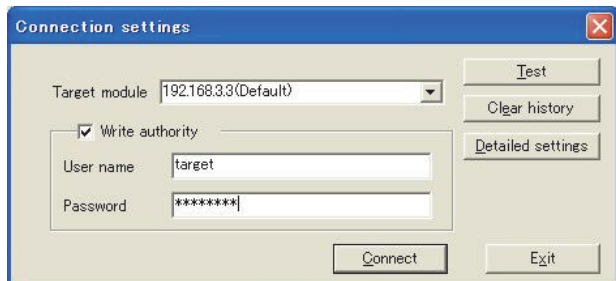 Connection settings
Test
Target module 192.168.3.3(Default)
Clear history
Write authority
Detailed settings
User name target
Password ********
Connect Exit